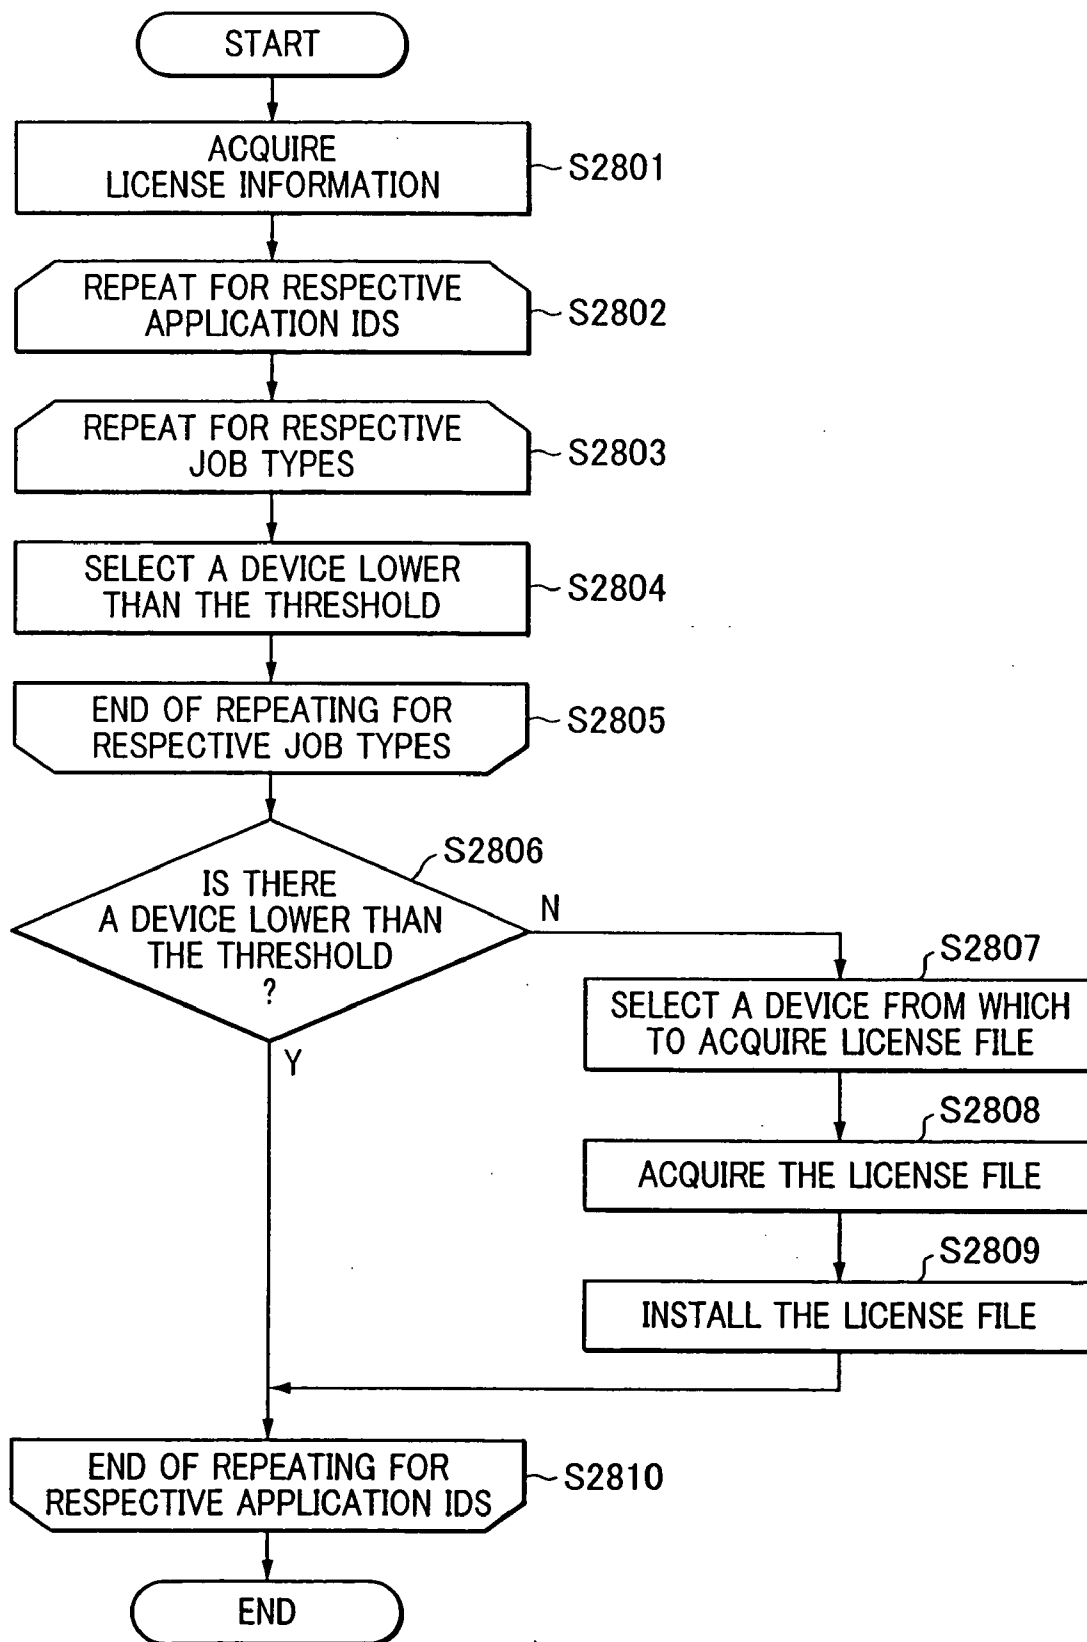 START
ACQUIRE
LICENSE INFORMATION
S2801
REPEAT FOR RESPECTIVE
APPLICATION IDS
S2802
REPEAT FOR RESPECTIVE
JOB TYPES
S2803
SELECT A DEVICE LOWER
THAN THE THRESHOLD
S2804
END OF REPEATING FOR
RESPECTIVE JOB TYPES
S2805
S2806
IS THERE
A DEVICE LOWER THAN
THE THRESHOLD
?
N
Y
S2807
SELECT A DEVICE FROM WHICH
TO ACQUIRE LICENSE FILE
S2808
ACQUIRE THE LICENSE FILE
S2809
INSTALL THE LICENSE FILE
END OF REPEATING FOR
RESPECTIVE APPLICATION IDS
S2810
END